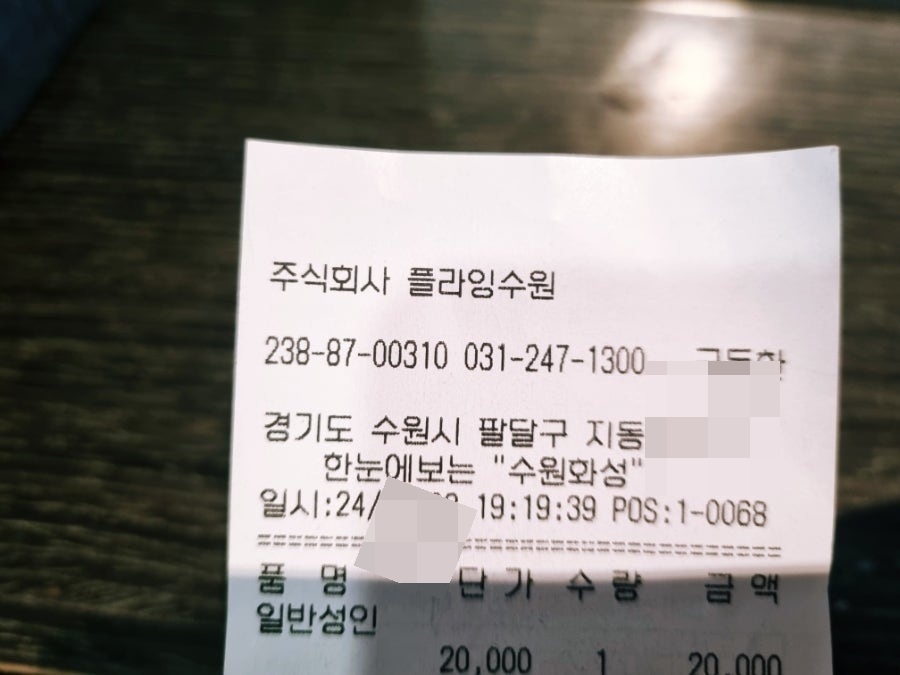 주식회사 플라잉수원
238-87-00310 031-247-1300
경기도 수원시 팔달구 지동
한눈에보는 "수원화성"
일시:24/ 19:19:39 POS:1-0068
품 명 단 가 수 량 금 액
일반성인
20,000 1 20,000